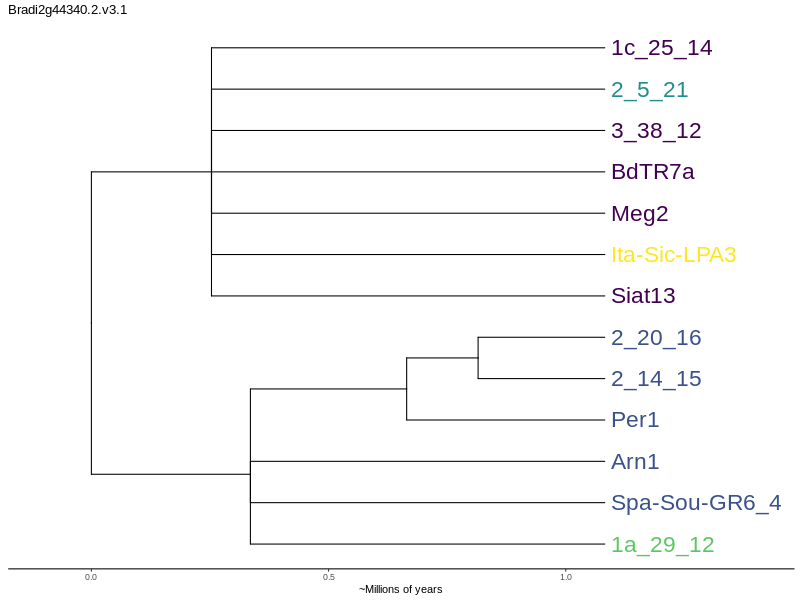 Bradi2g44340.2.v3.1
1c_25_14
2_5_21
3_38_12
BdTR7a
Meg2
Ita-Sic-LPA3
Siat13
2_20_16
2_14_15
Per1
Arn1
Spa-Sou-GR6_4
1a_29_12
0.0 0.5 1.0
~Millions of years